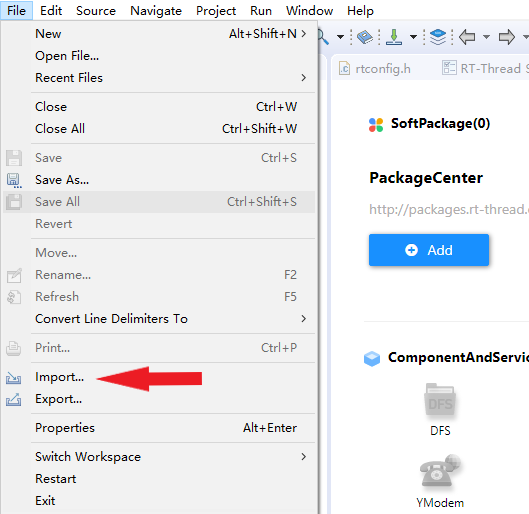 File Edit Source Navigate Project Run Window Help
New Alt+Shift+N >
Open File...
Recent Files >
Close Ctrl+W
Close All Ctrl+Shift+W
Save Ctrl+S
Save As...
Save All Ctrl+Shift+S
Revert
Move...
Rename... F2
Refresh F5
Convert Line Delimiters To >
Print... Ctrl+P
Import...
Export...
Properties Alt+Enter
Switch Workspace >
Restart
Exit
rtconfig.h RT-Thread S
SoftPackage(0)
PackageCenter
http://packages.rt-thread.
Add
ComponentAndServic
DFS
DFS
YModem